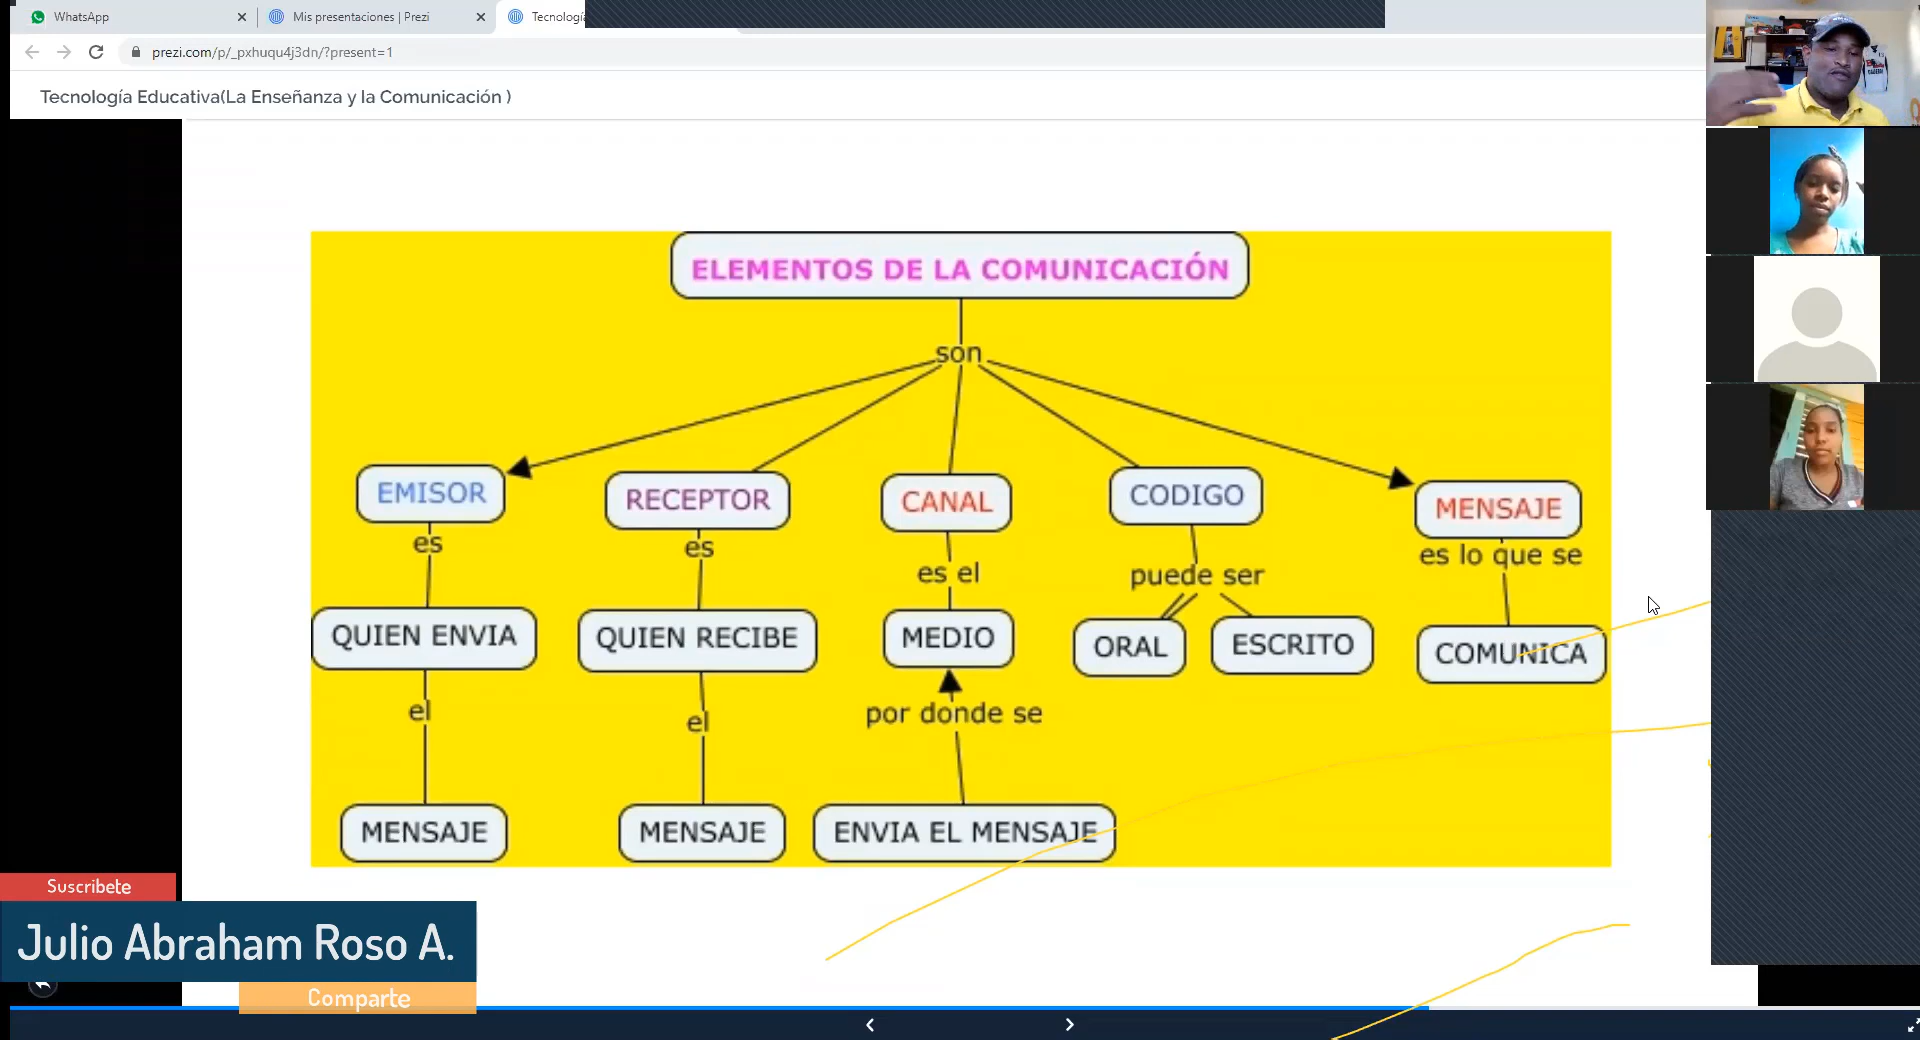 WhatsApp
Mis presentaciones | Prezi
Tecnología
prezi.com/p/_pxhuqu4j3dn/?present=1
Tecnología Educativa(La Enseñanza y la Comunicación )
ELEMENTOS DE LA COMUNICACIÓN
son
EMISOR
RECEPTOR
CANAL
CODIGO
MENSAJE
es
es
es el
puede ser
es lo que se
QUIEN ENVIA
QUIEN RECIBE
MEDIO
ORAL
ESCRITO
COMUNICA
el
el
por donde se
MENSAJE
MENSAJE
ENVIA EL MENSAJE
Suscribete
Julio Abraham Roso A.
Comparte